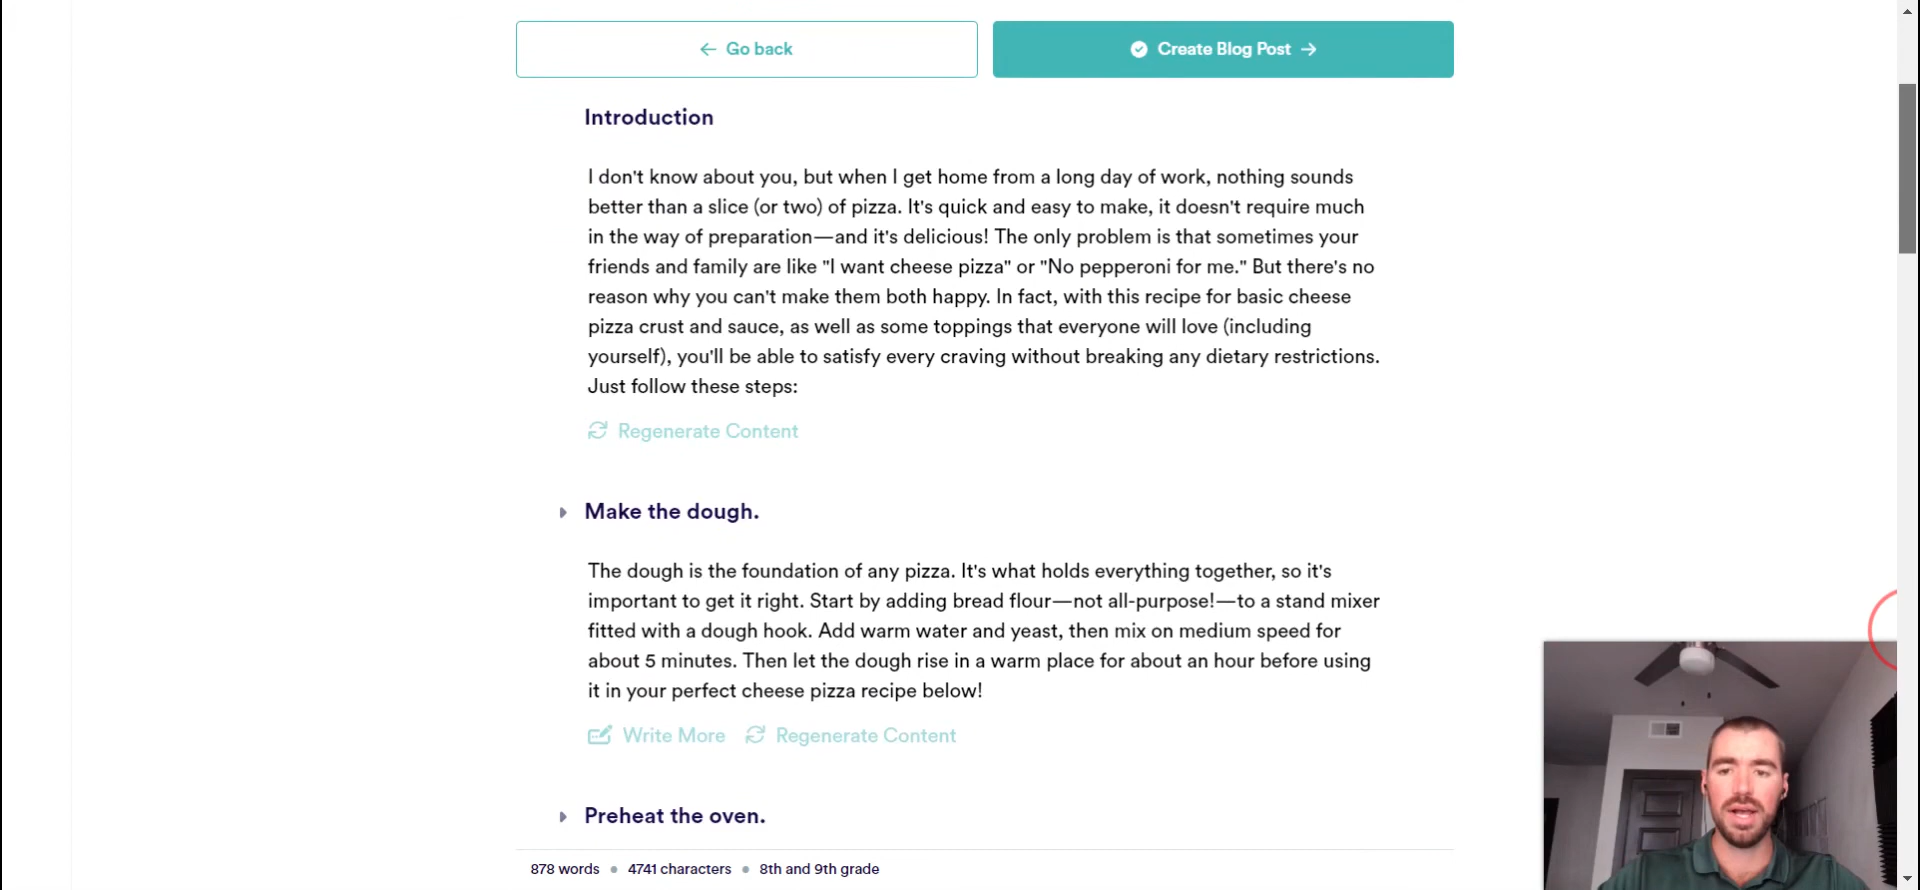 Go back
Create Blog Post
Introduction
I don't know about you, but when I get home from a long day of work, nothing sounds
better than a slice (or two) of pizza. It's quick and easy to make, it doesn't require much
in the way of preparation—and it's delicious! The only problem is that sometimes your
friends and family are like "I want cheese pizza" or "No pepperoni for me." But there's no
reason why you can't make them both happy. In fact, with this recipe for basic cheese
pizza crust and sauce, as well as some toppings that everyone will love (including
yourself), you'll be able to satisfy every craving without breaking any dietary restrictions.
Just follow these steps:
Regenerate Content
Make the dough.
The dough is the foundation of any pizza. It's what holds everything together, so it's
important to get it right. Start by adding bread flour—not all-purpose!—to a stand mixer
fitted with a dough hook. Add warm water and yeast, then mix on medium speed for
about 5 minutes. Then let the dough rise in a warm place for about an hour before using
it in your perfect cheese pizza recipe below!
Write More Regenerate Content
Preheat the oven.
878 words • 4741 characters • 8th and 9th grade